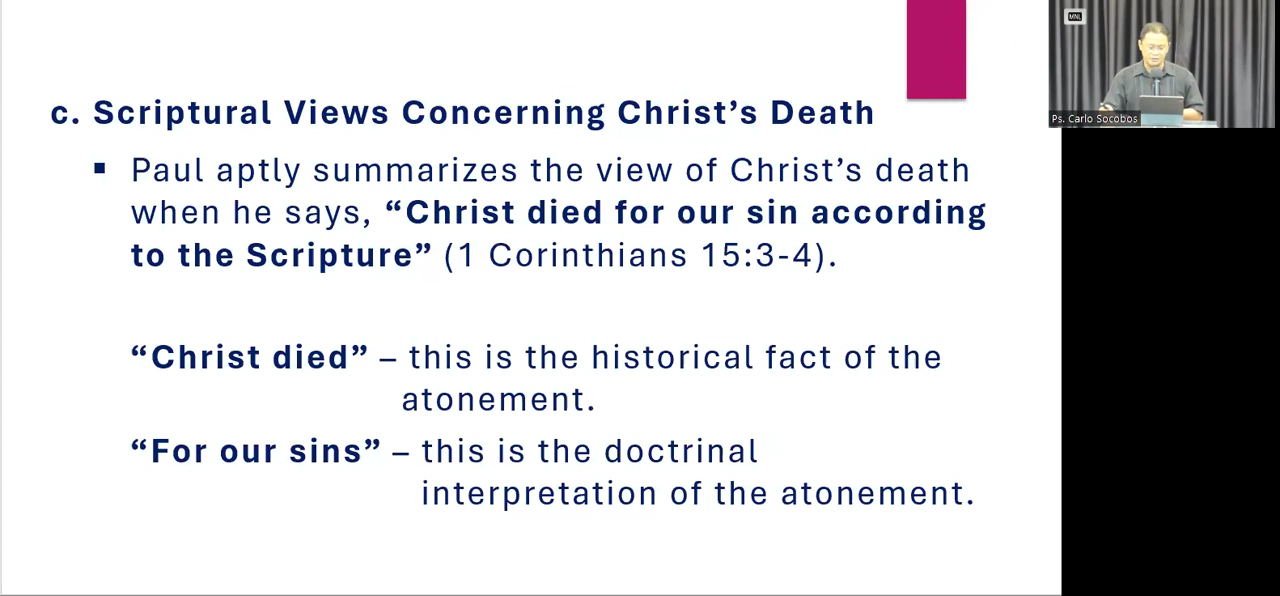 c. Scriptural Views Concerning Christ’s Death
▪ Paul aptly summarizes the view of Christ’s death
when he says, “Christ died for our sin according
to the Scripture” (1 Corinthians 15:3-4).
“Christ died” – this is the historical fact of the
atonement.
“For our sins” – this is the doctrinal
interpretation of the atonement.
MNL
Ps. Carlo Socobos